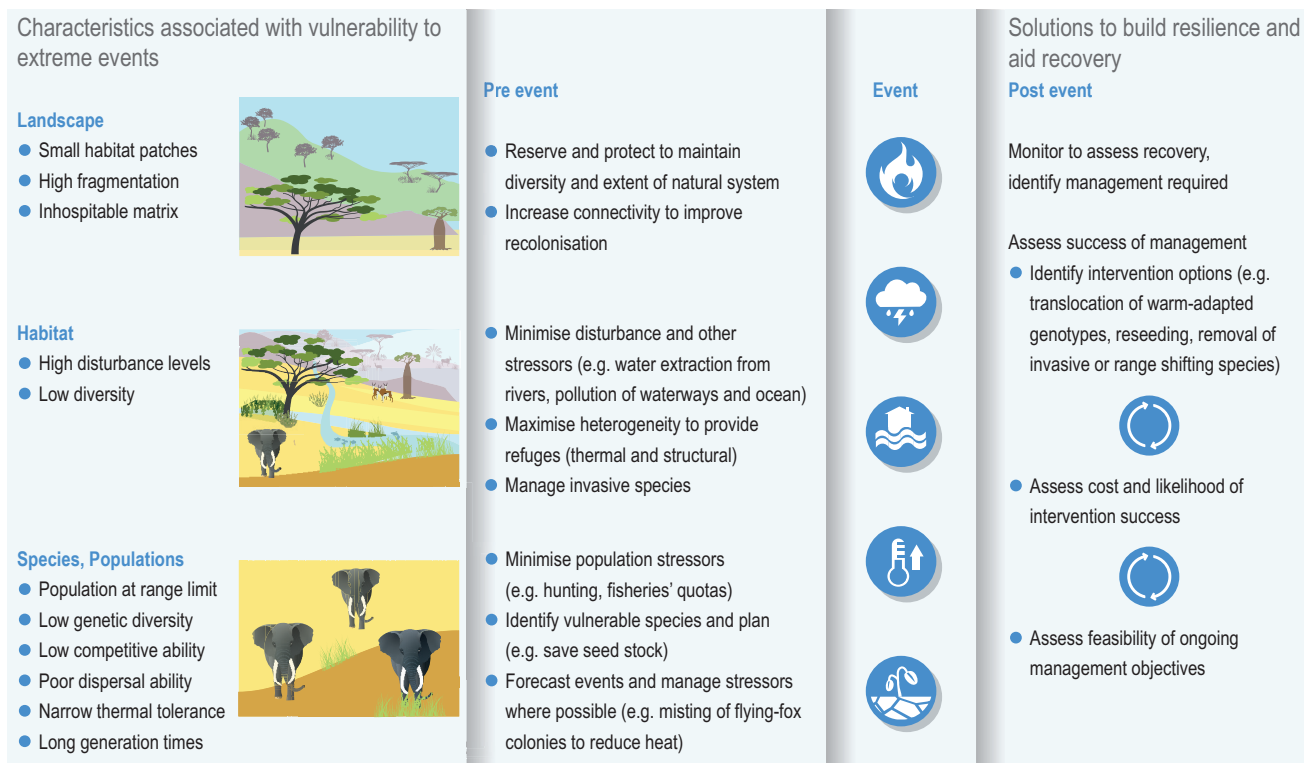 Characteristics associated with vulnerability to
extreme events
Landscape
Small habitat patches
High fragmentation
Inhospitable matrix
Habitat
High disturbance levels
Low diversity
Species, Populations
Population at range limit
Low genetic diversity
Low competitive ability
Poor dispersal ability
Narrow thermal tolerance
Long generation times
Pre event
Reserve and protect to maintain
diversity and extent of natural system
Increase connectivity to improve
recolonisation
Minimise disturbance and other
stressors (e.g. water extraction from
rivers, pollution of waterways and ocean)
Maximise heterogeneity to provide
refuges (thermal and structural)
Manage invasive species
Minimise population stressors
(e.g. hunting, fisheries' quotas)
Identify vulnerable species and plan
(e.g. save seed stock)
Forecast events and manage stressors
where possible (e.g. misting of flying-fox
colonies to reduce heat)
Event
Solutions to build resilience and
aid recovery
Post event
Monitor to assess recovery,
identify management required
Assess success of management
Identify intervention options (e.g.
translocation of warm-adapted
genotypes, reseeding, removal of
invasive or range shifting species)
Assess cost and likelihood of
intervention success
Assess feasibility of ongoing
management objectives